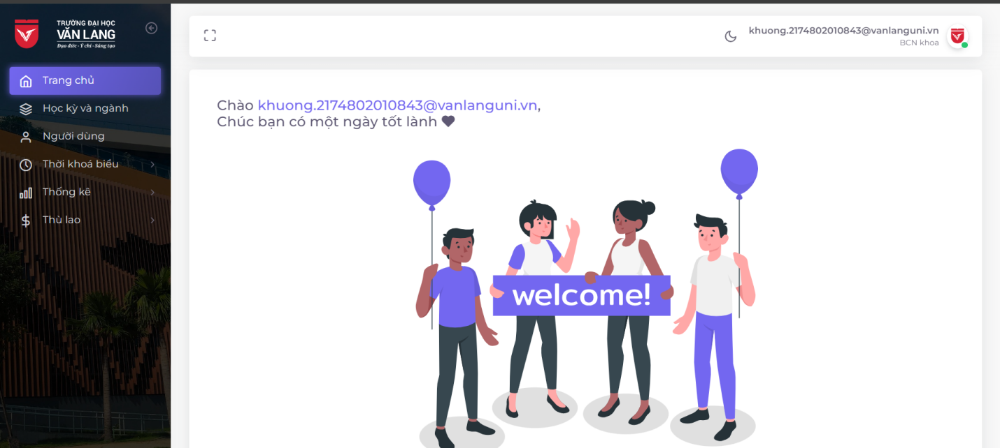 TRƯỜNG ĐẠI HỌC
VĂN LANG
Đạo đức - Ý chí - Sáng tạo
Trang chủ
Học kỳ và ngành
Người dùng
Thời khoá biểu
Thống kê
Thù lao
khuong.2174802010843@vanlanguni.vn
BCN khoa
Chào khuong.2174802010843@vanlanguni.vn,
Chúc bạn có một ngày tốt lành
welcome!